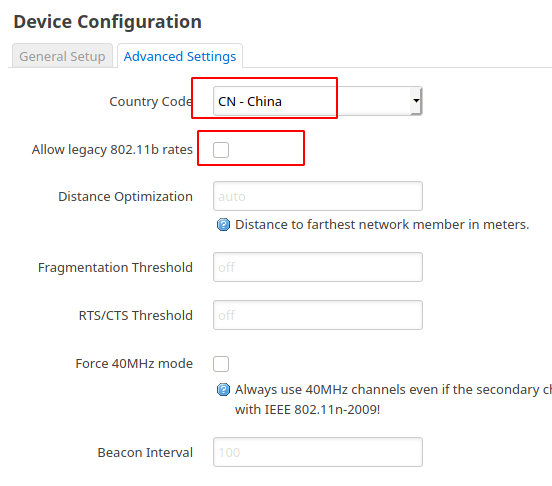 Device Configuration
General Setup Advanced Settings
Country Code CN - China
Allow legacy 802.11b rates
Distance Optimization auto
Distance to farthest network member in meters.
Fragmentation Threshold off
RTS/CTS Threshold off
Force 40MHz mode
Always use 40MHz channels even if the secondary ch
with IEEE 802.11n-2009!
Beacon Interval 100